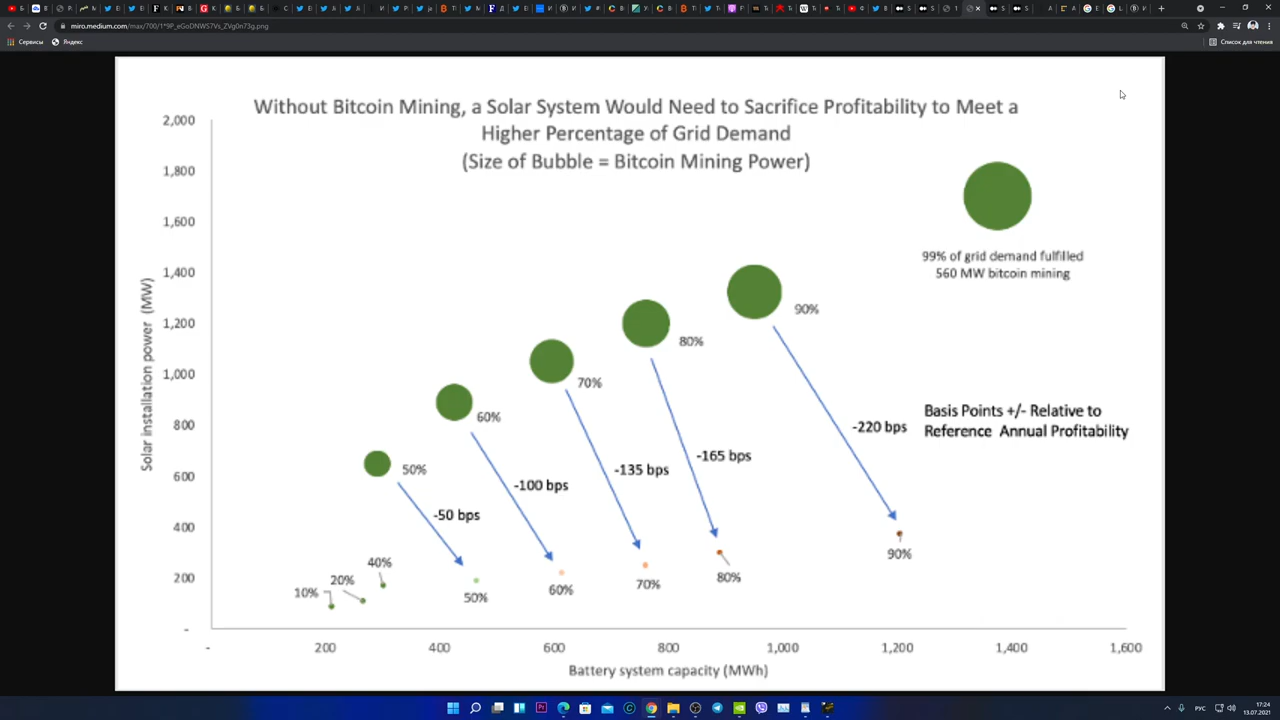 miro.medium.com/max/700/1*9P_eGoDNWS7Vs_ZVg0n73g.png
Сервисы
Яндекс
Список для чтения
Without Bitcoin Mining, a Solar System Would Need to Sacrifice Profitability to Meet a
Higher Percentage of Grid Demand
(Size of Bubble = Bitcoin Mining Power)
2,000
1,800
1,600
1,400
1,200
1,000
800
600
400
200
-
Solar installation power (MW)
99% of grid demand fulfilled
560 MW bitcoin mining
90%
80%
70%
60%
50%
Basis Points +/- Relative to
Reference Annual Profitability
-220 bps
-165 bps
-135 bps
-100 bps
-50 bps
10%
20%
40%
50%
60%
70%
80%
90%
-
200
400
600
800
1,000
1,200
1,400
1,600
Battery system capacity (MWh)
РУС
17:24
13.07.2021